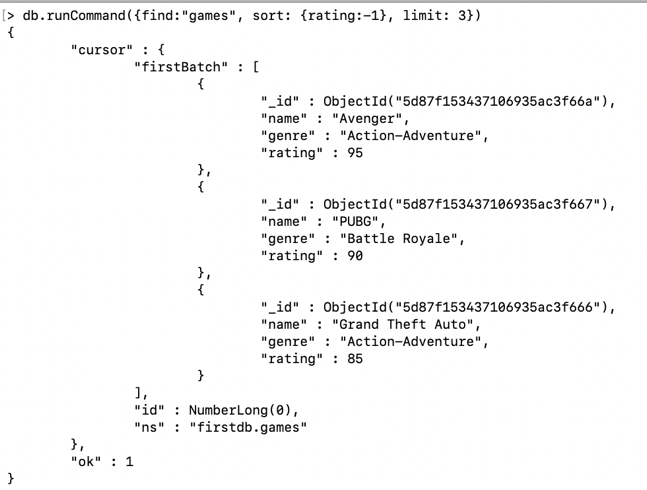 [> db.runCommand({find:"games", sort: {rating:-1}, limit: 3})
{
"cursor" : {
"firstBatch" : [
{
"_id" : ObjectId("5d87f153437106935ac3f66a"),
"name" : "Avenger",
"genre" : "Action-Adventure",
"rating" : 95
},
{
"_id" : ObjectId("5d87f153437106935ac3f667"),
"name" : "PUBG",
"genre" : "Battle Royale",
"rating" : 90
},
{
"_id" : ObjectId("5d87f153437106935ac3f666"),
"name" : "Grand Theft Auto",
"genre" : "Action-Adventure",
"rating" : 85
}
],
"id" : NumberLong(0),
"ns" : "firstdb.games"
},
"ok" : 1
}